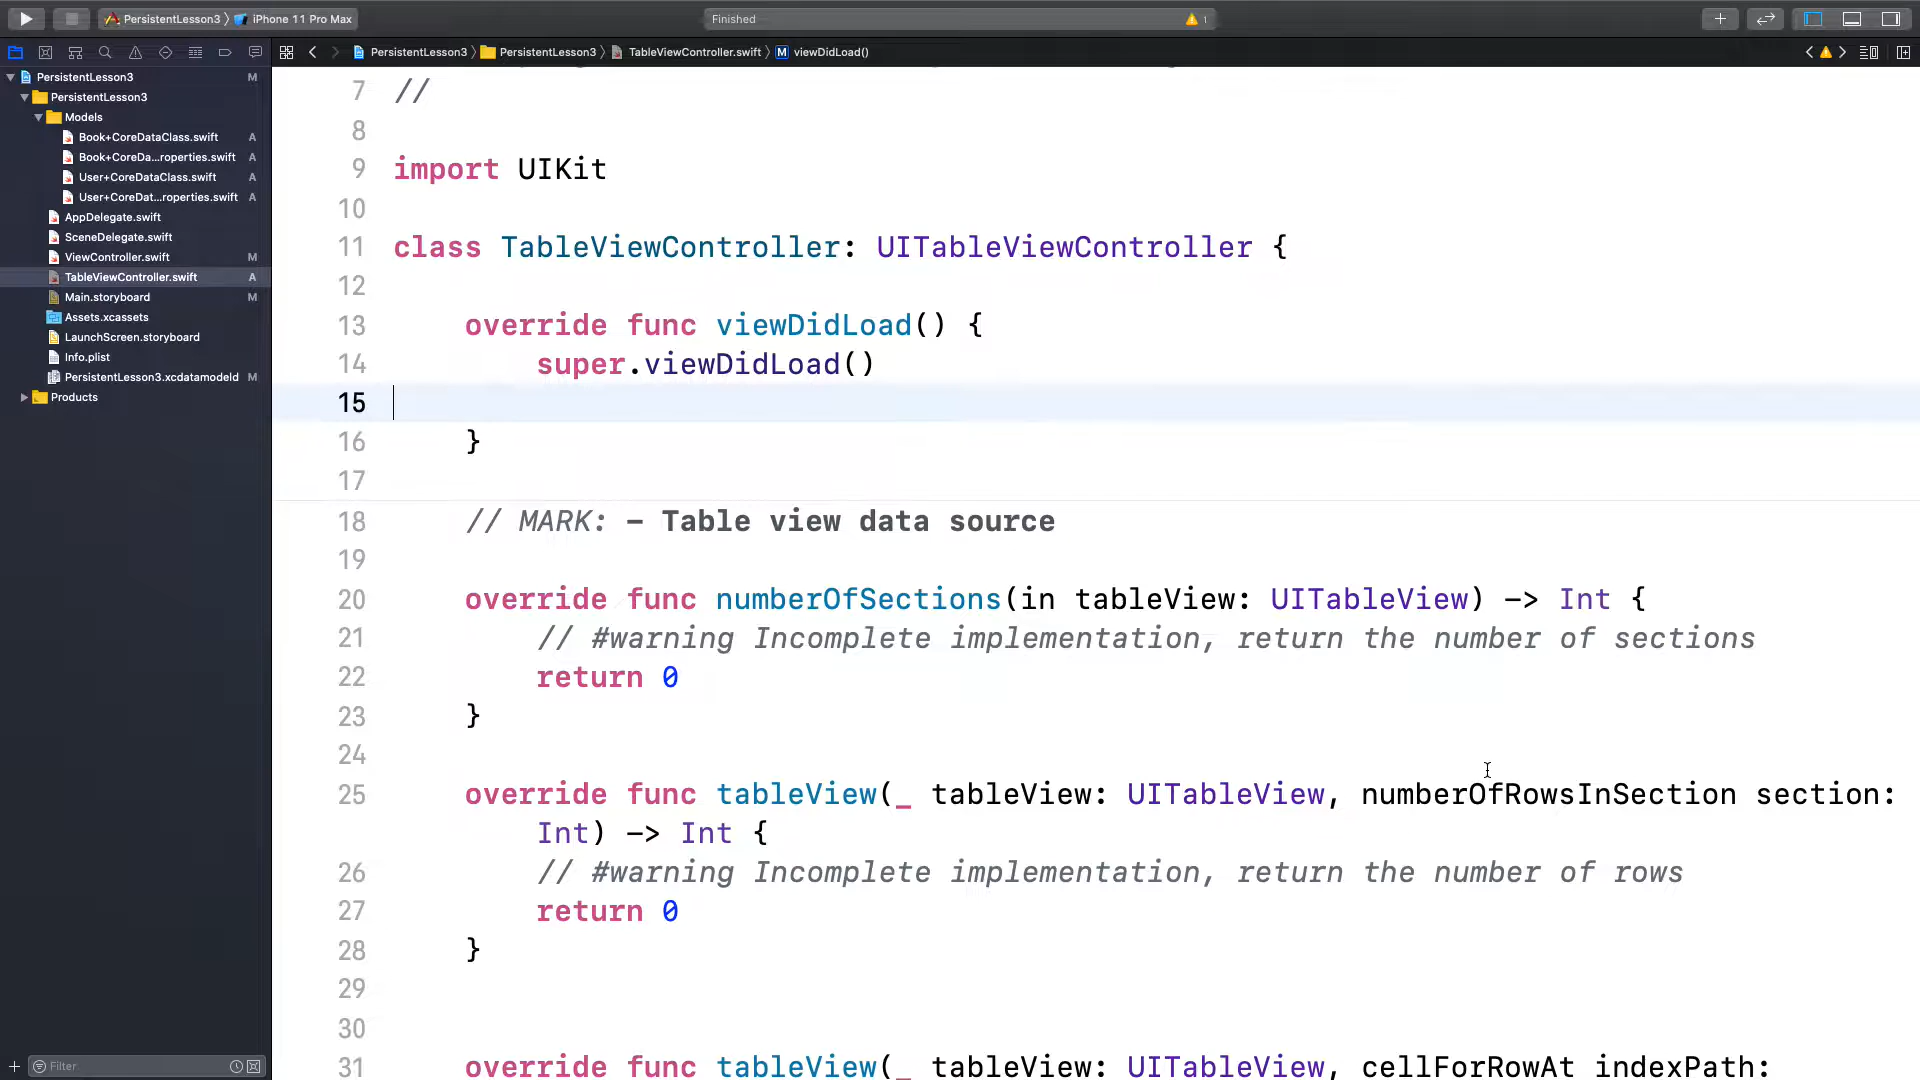 PersistentLesson3 〉 iPhone 11 Pro Max
Finished
1
PersistentLesson3 〉 PersistentLesson3 〉 TableViewController.swift 〉 M viewDidLoad()
PersistentLesson3 M
PersistentLesson3
Models
Book+CoreDataClass.swift A
Book+CoreDa...roperties.swift A
User+CoreDataClass.swift A
User+CoreDat...roperties.swift A
AppDelegate.swift
SceneDelegate.swift
ViewController.swift M
TableViewController.swift A
Main.storyboard M
Assets.xcassets
LaunchScreen.storyboard
Info.plist
PersistentLesson3.xcdatamodeld M
Products
Filter
7 //
8
9 import UIKit
10
11 class TableViewController: UITableViewController {
12
13 override func viewDidLoad() {
14 super.viewDidLoad()
15
16 }
17
18 // MARK: - Table view data source
19
20 override func numberOfSections(in tableView: UITableView) -> Int {
21 // #warning Incomplete implementation, return the number of sections
22 return 0
23 }
24
25 override func tableView(_ tableView: UITableView, numberOfRowsInSection section:
Int) -> Int {
26 // #warning Incomplete implementation, return the number of rows
27 return 0
28 }
29
30
31 override func tableView(_ tableView: UITableView, cellForRowAt indexPath: